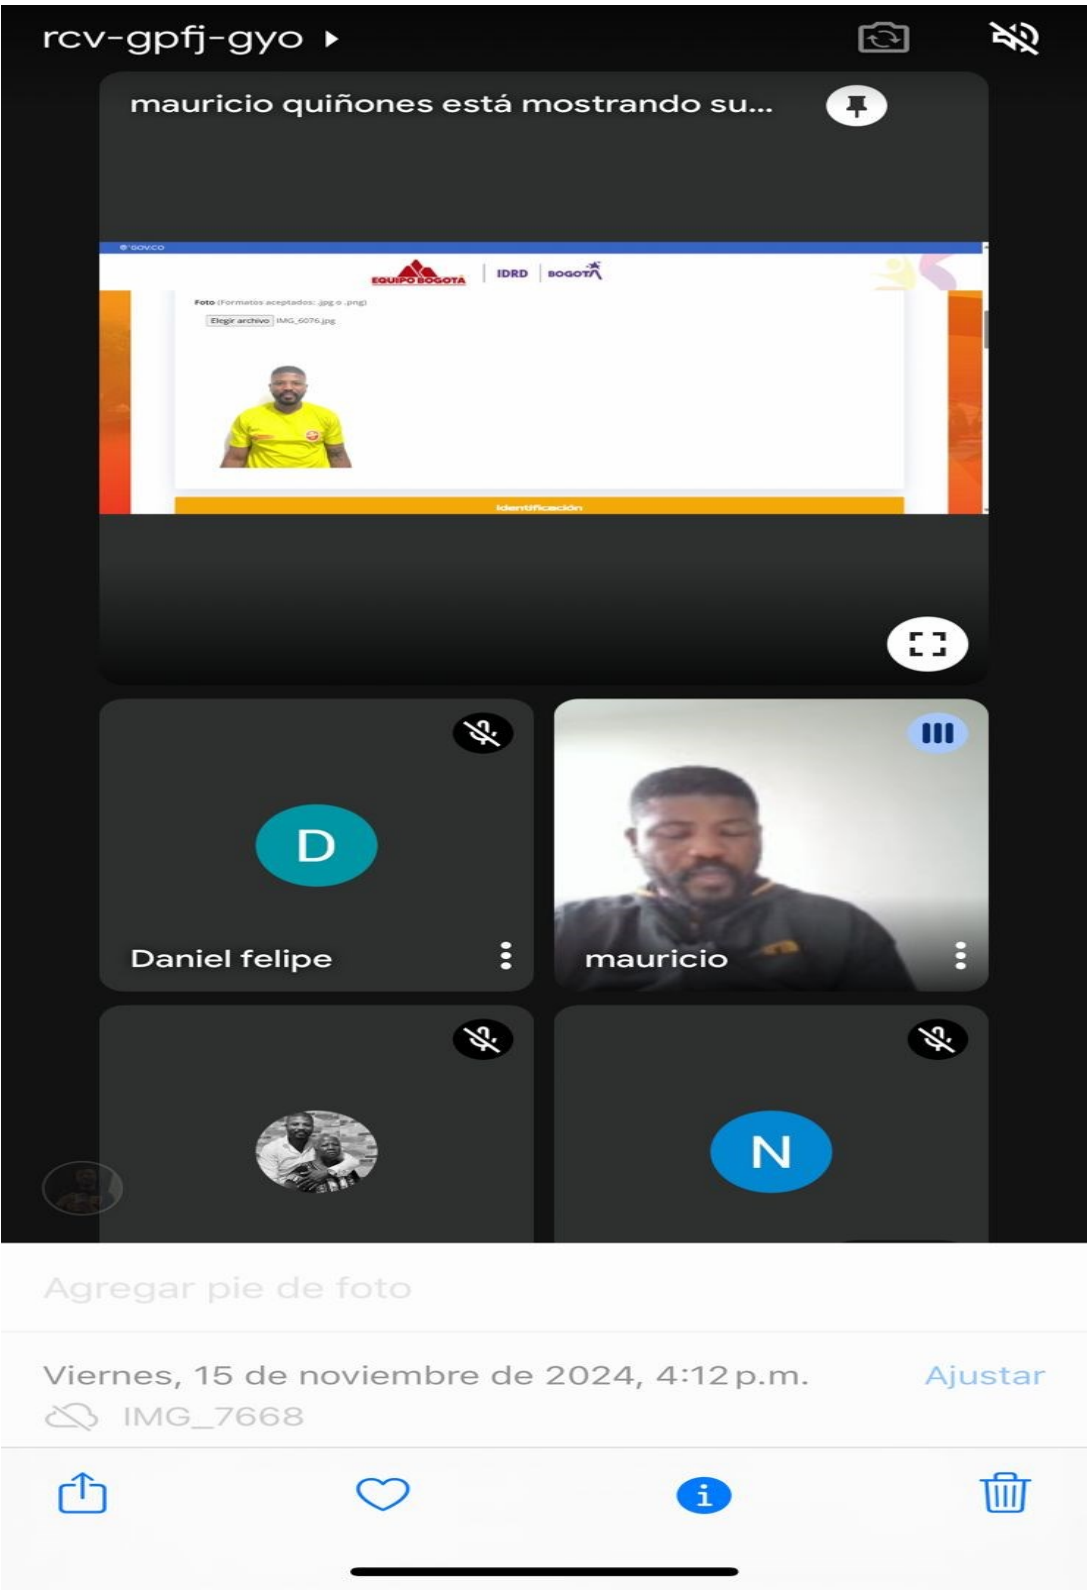 rcv-gpfj-gyo
mauricio quiñones está mostrando su...
GOV.CO
EQUIPO BOGOTÁ
IDRD
BOGOTÁ
Foto (Formatos aceptados: .jpg o .png)
Elegir archivo IMG_6076.jpg
Identificación
D
Daniel felipe
mauricio
N
Agregar pie de foto
Viernes, 15 de noviembre de 2024, 4:12 p.m.
Ajustar
IMG_7668